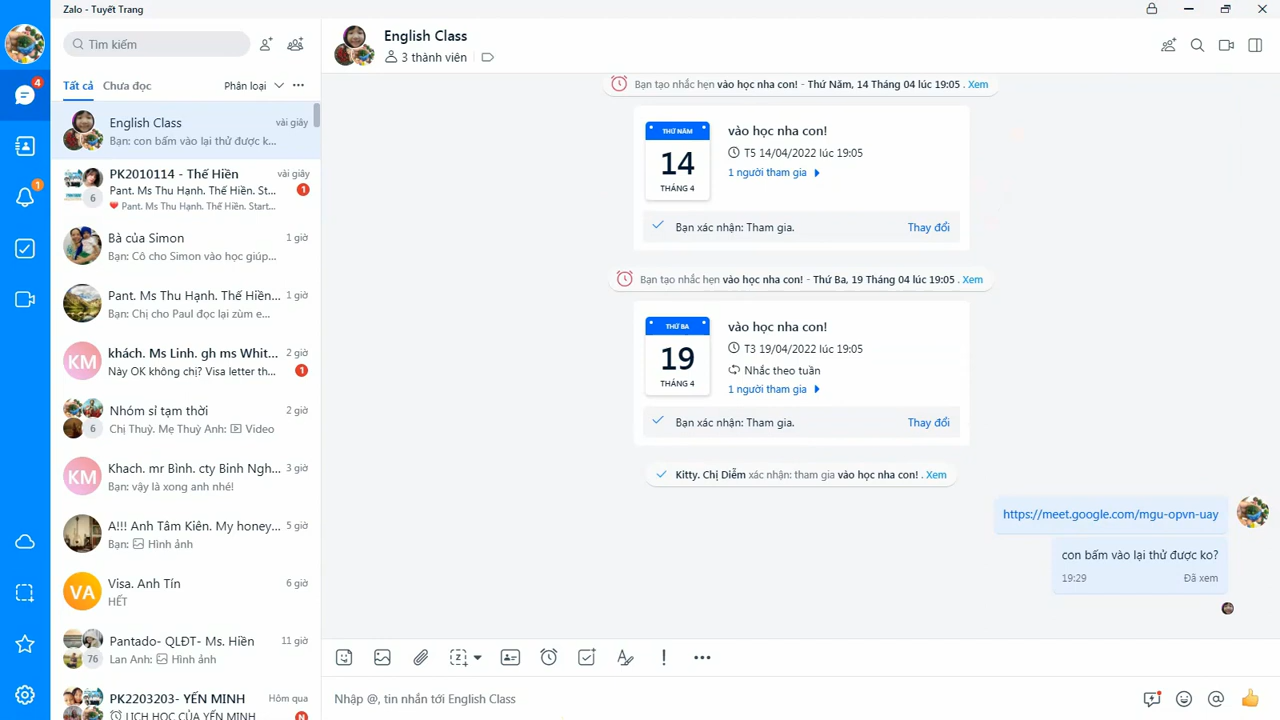 Zalo - Tuyết Trang
Tìm kiếm
4
Tất cả
Chưa đọc
Phân loại
English Class
vài giây
Bạn: con bấm vào lại thử được k...
PK2010114 - Thế Hiền
vài giây
6
Pant. Ms Thu Hạnh. Thế Hiền. St...
1
Pant. Ms Thu Hạnh. Thế Hiền. Start...
1
Bà của Simon
1 giờ
Bạn: Cô cho Simon vào học giúp...
Pant. Ms Thu Hạnh. Thế Hiền...
1 giờ
Bạn: Chị cho Paul đọc lại zùm e...
KM
khách. Ms Linh. gh ms Whit...
2 giờ
Này OK không chị? Visa letter th...
1
Nhóm sỉ tạm thời
2 giờ
6
Chị Thuỳ. Mẹ Thuỳ Anh: Video
KM
Khach. mr Bình. cty Binh Ngh...
3 giờ
Bạn: vậy là xong anh nhé!
A!!! Anh Tâm Kiên. My honey...
5 giờ
Bạn: Hình ảnh
VA
Visa. Anh Tín
6 giờ
HẾT
Pantado- QLĐT- Ms. Hiền
11 giờ
76
Lan Anh: Hình ảnh
PK2203203- YẾN MINH
Hôm qua
LỊCH HỌC CỦA YẾN MINH
N
English Class
3 thành viên
Bạn tạo nhắc hẹn vào học nha con! - Thứ Năm, 14 Tháng 04 lúc 19:05 . Xem
THỨ NĂM
14
THÁNG 4
vào học nha con!
T5 14/04/2022 lúc 19:05
1 người tham gia
Bạn xác nhận: Tham gia.
Thay đổi
Bạn tạo nhắc hẹn vào học nha con! - Thứ Ba, 19 Tháng 04 lúc 19:05 . Xem
THỨ BA
19
THÁNG 4
vào học nha con!
T3 19/04/2022 lúc 19:05
Nhắc theo tuần
1 người tham gia
Bạn xác nhận: Tham gia.
Thay đổi
Kitty. Chị Diễm xác nhận: tham gia vào học nha con! . Xem
https://meet.google.com/mgu-opvn-uay
con bấm vào lại thử được ko?
19:29
Đã xem
Nhập @, tin nhắn tới English Class